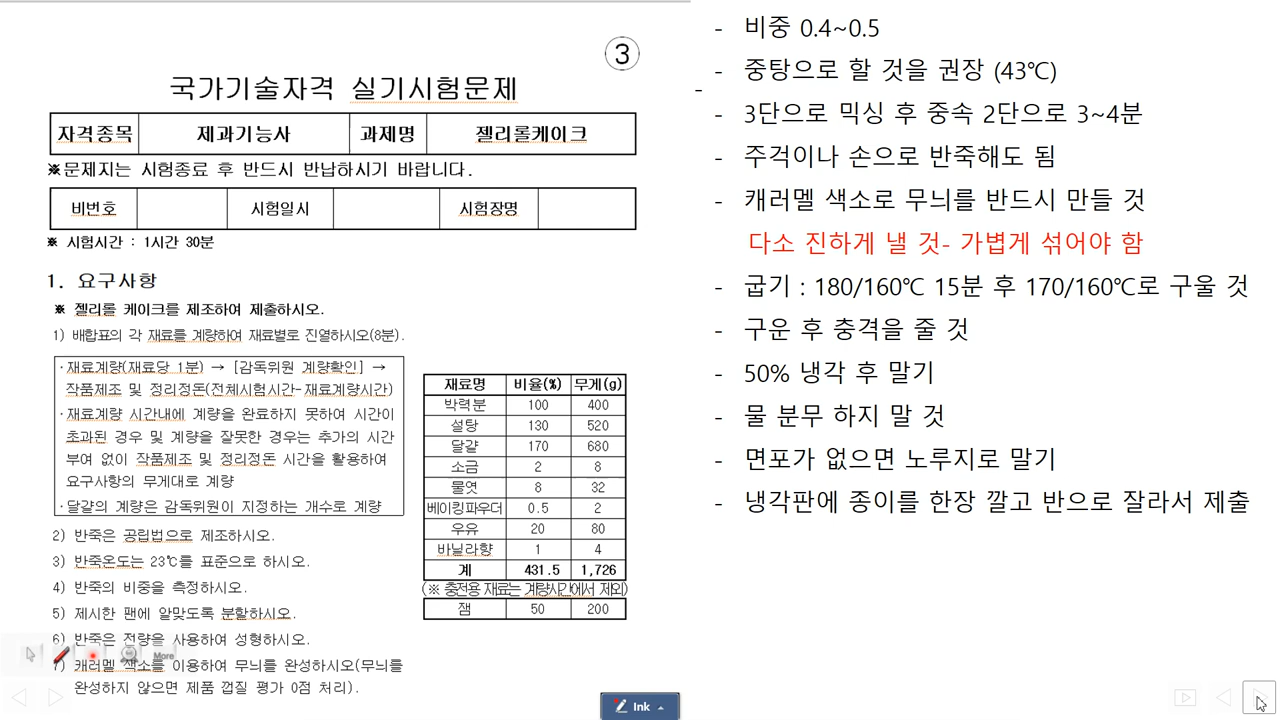 ③
국가기술자격 실기시험문제
자격종목 제과기능사 과제명 젤리롤케이크
※문제지는 시험종료 후 반드시 반납하시기 바랍니다.
비번호 시험일시 시험장명
※ 시험시간 : 1시간 30분
1. 요구사항
※ 젤리롤 케이크를 제조하여 제출하시오.
1) 배합표의 각 재료를 계량하여 재료별로 진열하시오(8분).
·재료계량(재료당 1분) → [감독위원 계량확인] →
작품제조 및 정리정돈(전체시험시간-재료계량시간)
·재료계량 시간내에 계량을 완료하지 못하여 시간이
초과된 경우 및 계량을 잘못한 경우는 추가의 시간
부여 없이 작품제조 및 정리정돈 시간을 활용하여
요구사항의 무게대로 계량
·달걀의 계량은 감독위원이 지정하는 개수로 계량
2) 반죽은 공립법으로 제조하시오.
3) 반죽온도는 23℃를 표준으로 하시오.
4) 반죽의 비중을 측정하시오.
5) 제시한 팬에 알맞도록 분할하시오.
6) 반죽은 전량을 사용하여 성형하시오.
7) 캐러멜 색소를 이용하여 무늬를 완성하시오(무늬를
완성하지 않으면 제품 껍질 평가 0점 처리).
재료명 비율(%) 무게(g)
박력분 100 400
설탕 130 520
달걀 170 680
소금 2 8
물엿 8 32
베이킹파우더 0.5 2
우유 20 80
바닐라향 1 4
계 431.5 1,726
(※ 충전용 재료는 계량시간에서 제외)
잼 50 200
- 비중 0.4~0.5
- 중탕으로 할 것을 권장 (43℃)
-
- 3단으로 믹싱 후 중속 2단으로 3~4분
- 주걱이나 손으로 반죽해도 됨
- 캐러멜 색소로 무늬를 반드시 만들 것
다소 진하게 낼 것- 가볍게 섞어야 함
- 굽기 : 180/160℃ 15분 후 170/160℃로 구울 것
- 구운 후 충격을 줄 것
- 50% 냉각 후 말기
- 물 분무 하지 말 것
- 면포가 없으면 노루지로 말기
- 냉각판에 종이를 한장 깔고 반으로 잘라서 제출
More
Ink